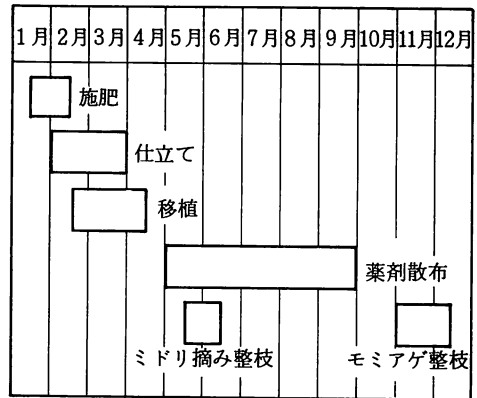 1月 2月 3月 4月 5月 6月 7月 8月 9月 10月 11月 12月
施肥
仕立て
移植
薬剤散布
ミドリ摘み整枝 モミアゲ整枝